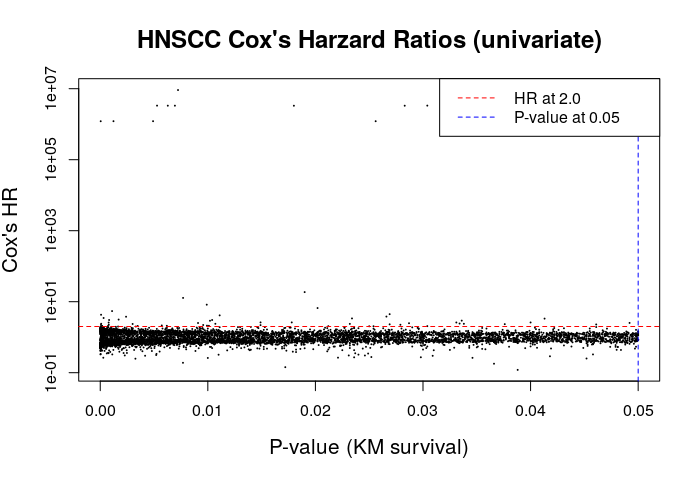 HNSCC Cox's Harzard Ratios (univariate)
HR at 2.0
P-value at 0.05
Cox's HR
1e+07
1e+05
1e+03
1e+01
1e-01
0.00 0.01 0.02 0.03 0.04 0.05
P-value (KM survival)